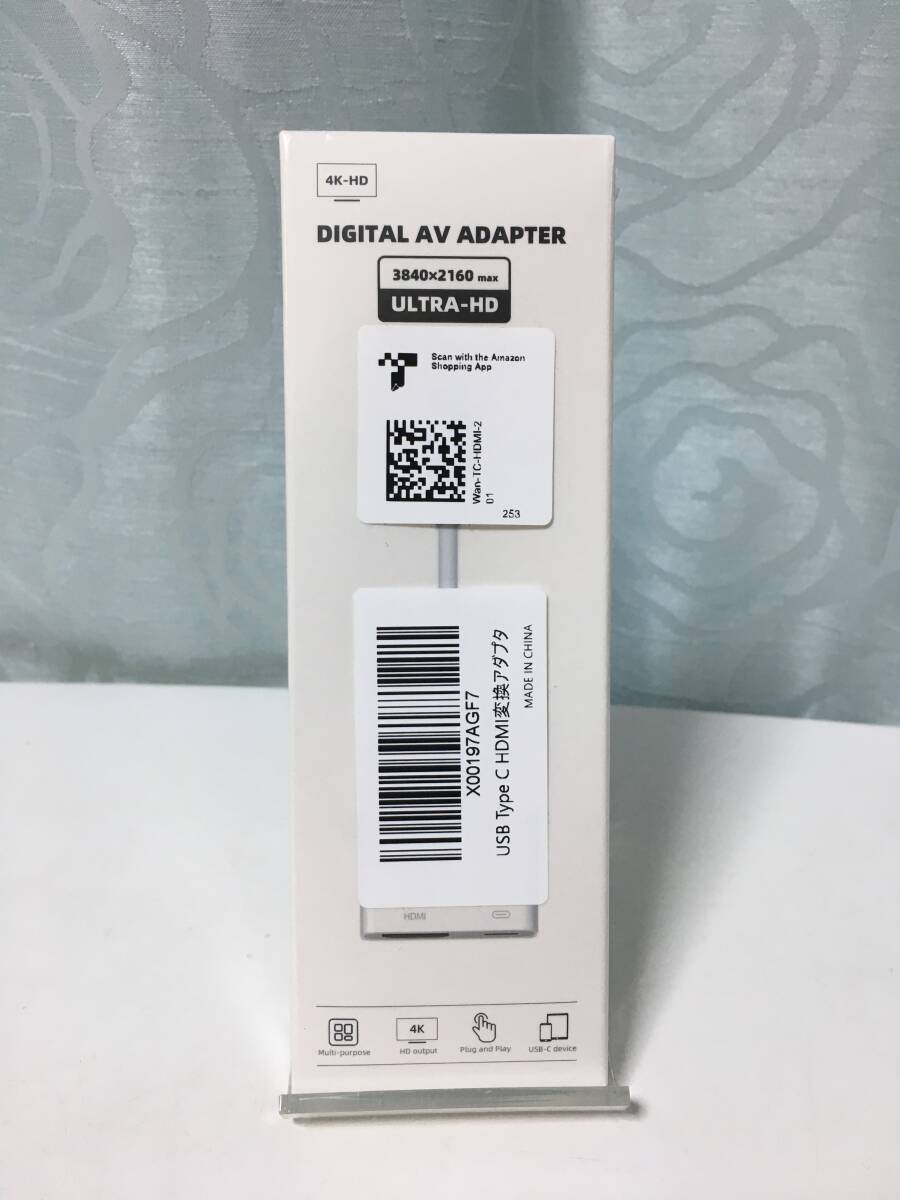 4K-HD
DIGITAL AV ADAPTER
3840×2160 max
ULTRA-HD
Scan with the Amazon
Shopping App
Wan-TC-HDMI-2
01
253
X00197AGF7
USB Type C HDMI変換アダプタ
MADE IN CHINA
HDMI
4K
Multi-purpose
HD output
Plug and Play
USB-C device